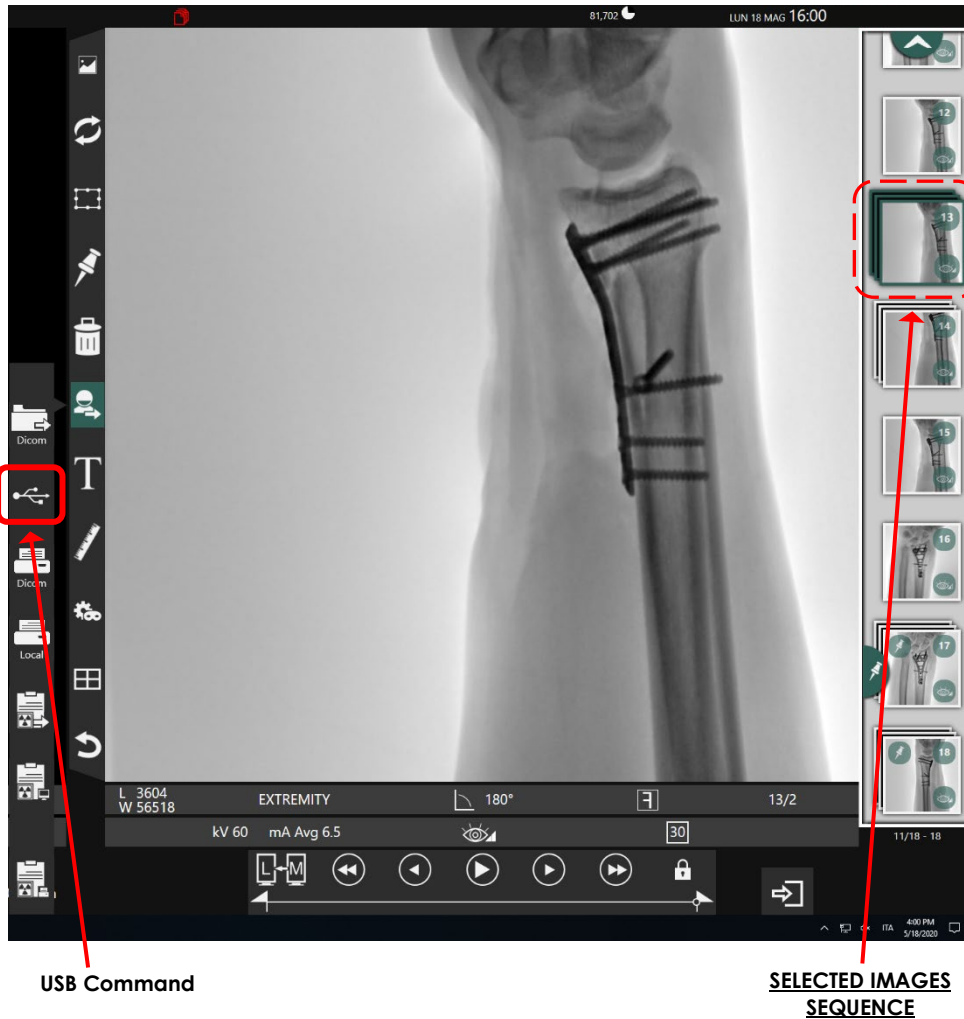 81,702
LUN 18 MAG 16:00
12
13
14
15
16
17
18
11/18 - 18
Dicom
Dicom
Local
T
L 3604
W 56518
EXTREMITY
180°
13/2
kV 60 mA Avg 6.5
30
L M
ITA
4:00 PM
5/18/2020
USB Command
SELECTED IMAGES
SEQUENCE